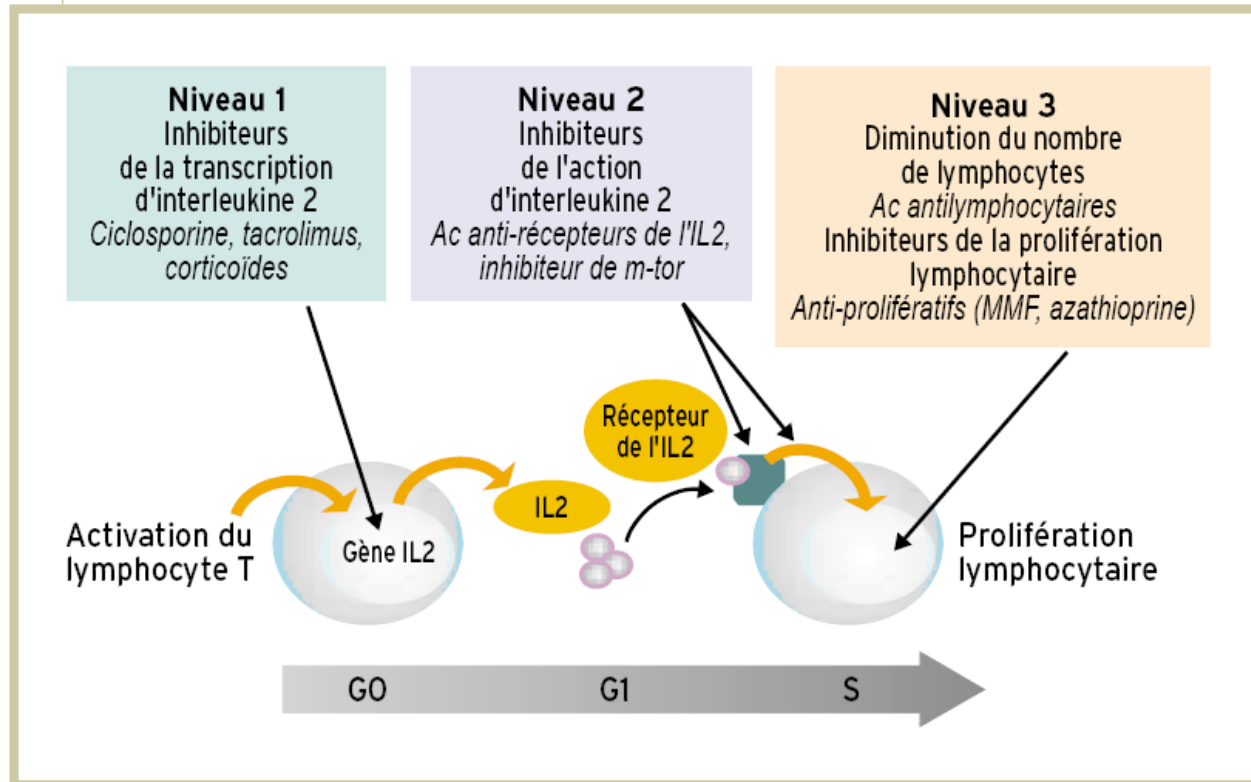 Niveau 1
Inhibiteurs
de la transcription
d'interleukine 2
Ciclosporine, tacrolimus,
corticoïdes
Niveau 2
Inhibiteurs
de l'action
d'interleukine 2
Ac anti-récepteurs de l'IL2,
inhibiteur de m-tor
Niveau 3
Diminution du nombre
de lymphocytes
Ac antilymphocytaires
Inhibiteurs de la prolifération
lymphocytaire
Anti-prolifératifs (MMF, azathioprine)
Activation du
lymphocyte T
Gène IL2
IL2
Récepteur
de l'IL2
Prolifération
lymphocytaire
G0
G1
S